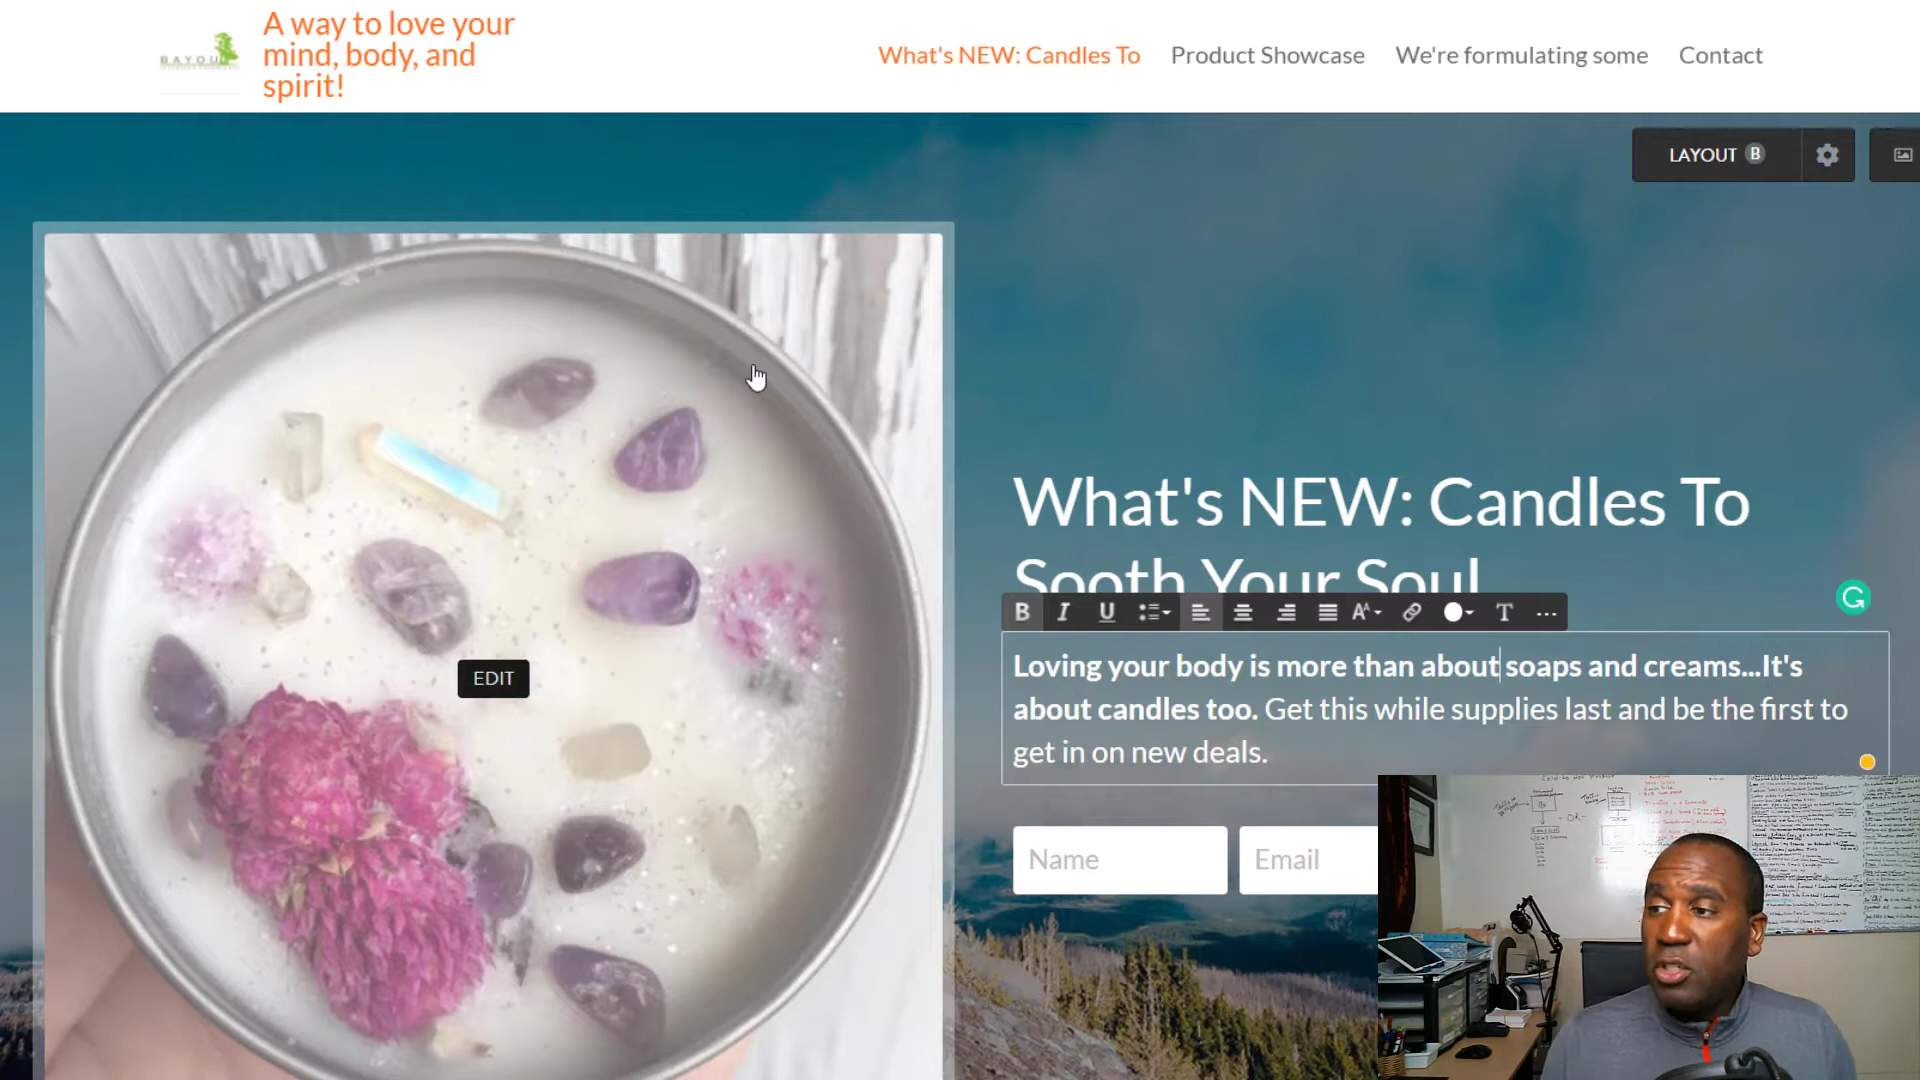 BAYOU
A way to love your
mind, body, and
spirit!
What's NEW: Candles To
Product Showcase
We're formulating some
Contact
LAYOUT B
What's NEW: Candles To
Sooth Your Soul
B I U
Loving your body is more than about soaps and creams...It's
about candles too. Get this while supplies last and be the first to
get in on new deals.
EDIT
Name
Email